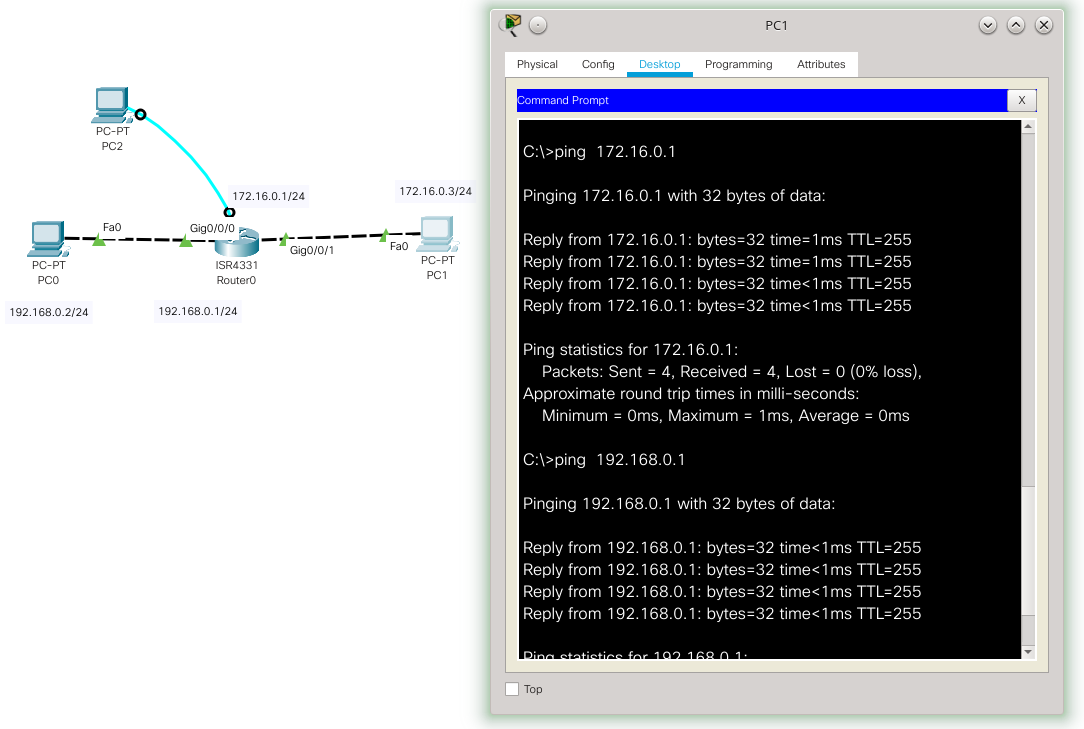 PC-PT
PC2
172.16.0.1/24
172.16.0.3/24
Fa0
Gig0/0/0
Gig0/0/1
Fa0
PC-PT
PC0
ISR4331
Router0
PC-PT
PC1
192.168.0.2/24
192.168.0.1/24
PC1
Physical Config Desktop Programming Attributes
Command Prompt
X
C:\>ping 172.16.0.1
Pinging 172.16.0.1 with 32 bytes of data:
Reply from 172.16.0.1: bytes=32 time=1ms TTL=255
Reply from 172.16.0.1: bytes=32 time=1ms TTL=255
Reply from 172.16.0.1: bytes=32 time<1ms TTL=255
Reply from 172.16.0.1: bytes=32 time<1ms TTL=255
Ping statistics for 172.16.0.1:
Packets: Sent = 4, Received = 4, Lost = 0 (0% loss),
Approximate round trip times in milli-seconds:
Minimum = 0ms, Maximum = 1ms, Average = 0ms
C:\>ping 192.168.0.1
Pinging 192.168.0.1 with 32 bytes of data:
Reply from 192.168.0.1: bytes=32 time<1ms TTL=255
Reply from 192.168.0.1: bytes=32 time<1ms TTL=255
Reply from 192.168.0.1: bytes=32 time<1ms TTL=255
Reply from 192.168.0.1: bytes=32 time<1ms TTL=255
Ping statistics for 192.168.0.1:
Top